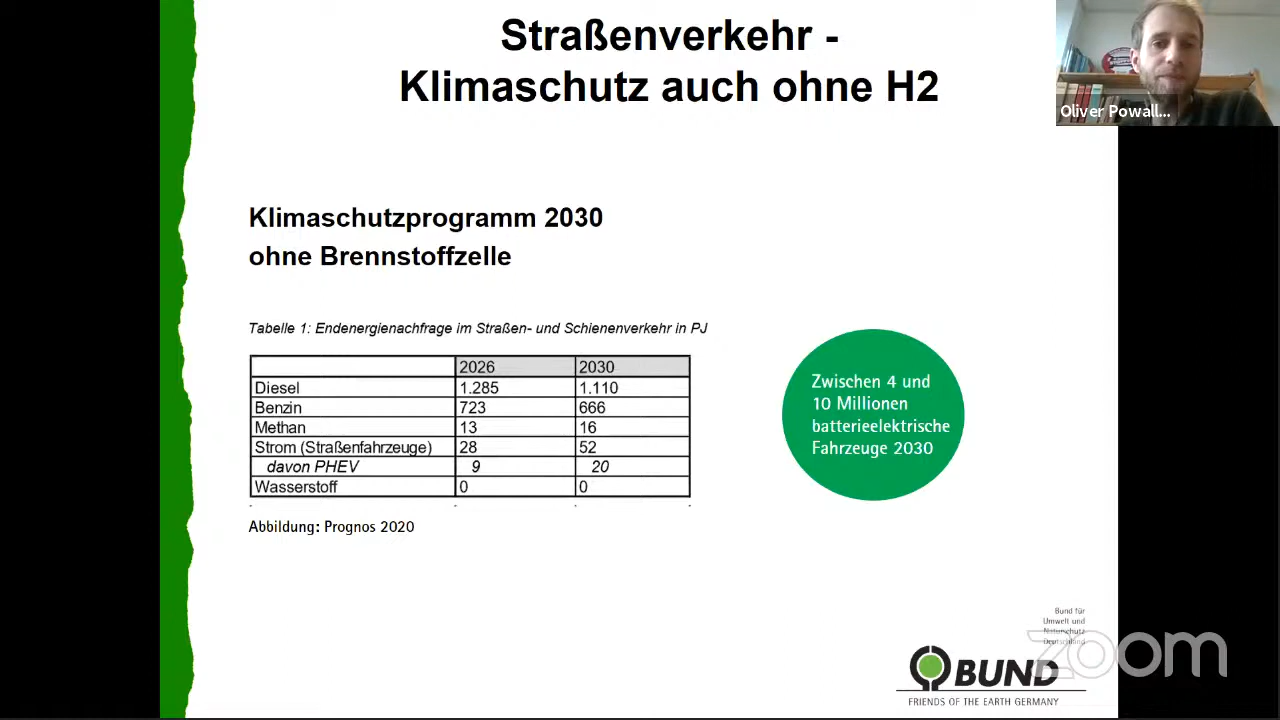 Straßenverkehr -
Klimaschutz auch ohne H2
Oliver Powall...
Klimaschutzprogramm 2030
ohne Brennstoffzelle
Tabelle 1: Endenergienachfrage im Straßen- und Schienenverkehr in PJ
2026 2030
Diesel 1.285 1.110
Benzin 723 666
Methan 13 16
Strom (Straßenfahrzeuge) 28 52
davon PHEV 9 20
Wasserstoff 0 0
Abbildung: Prognos 2020
Zwischen 4 und
10 Millionen
batterieelektrische
Fahrzeuge 2030
Bund für
Umwelt und
Naturschutz
Deutschland
zoom
BUND
FRIENDS OF THE EARTH GERMANY